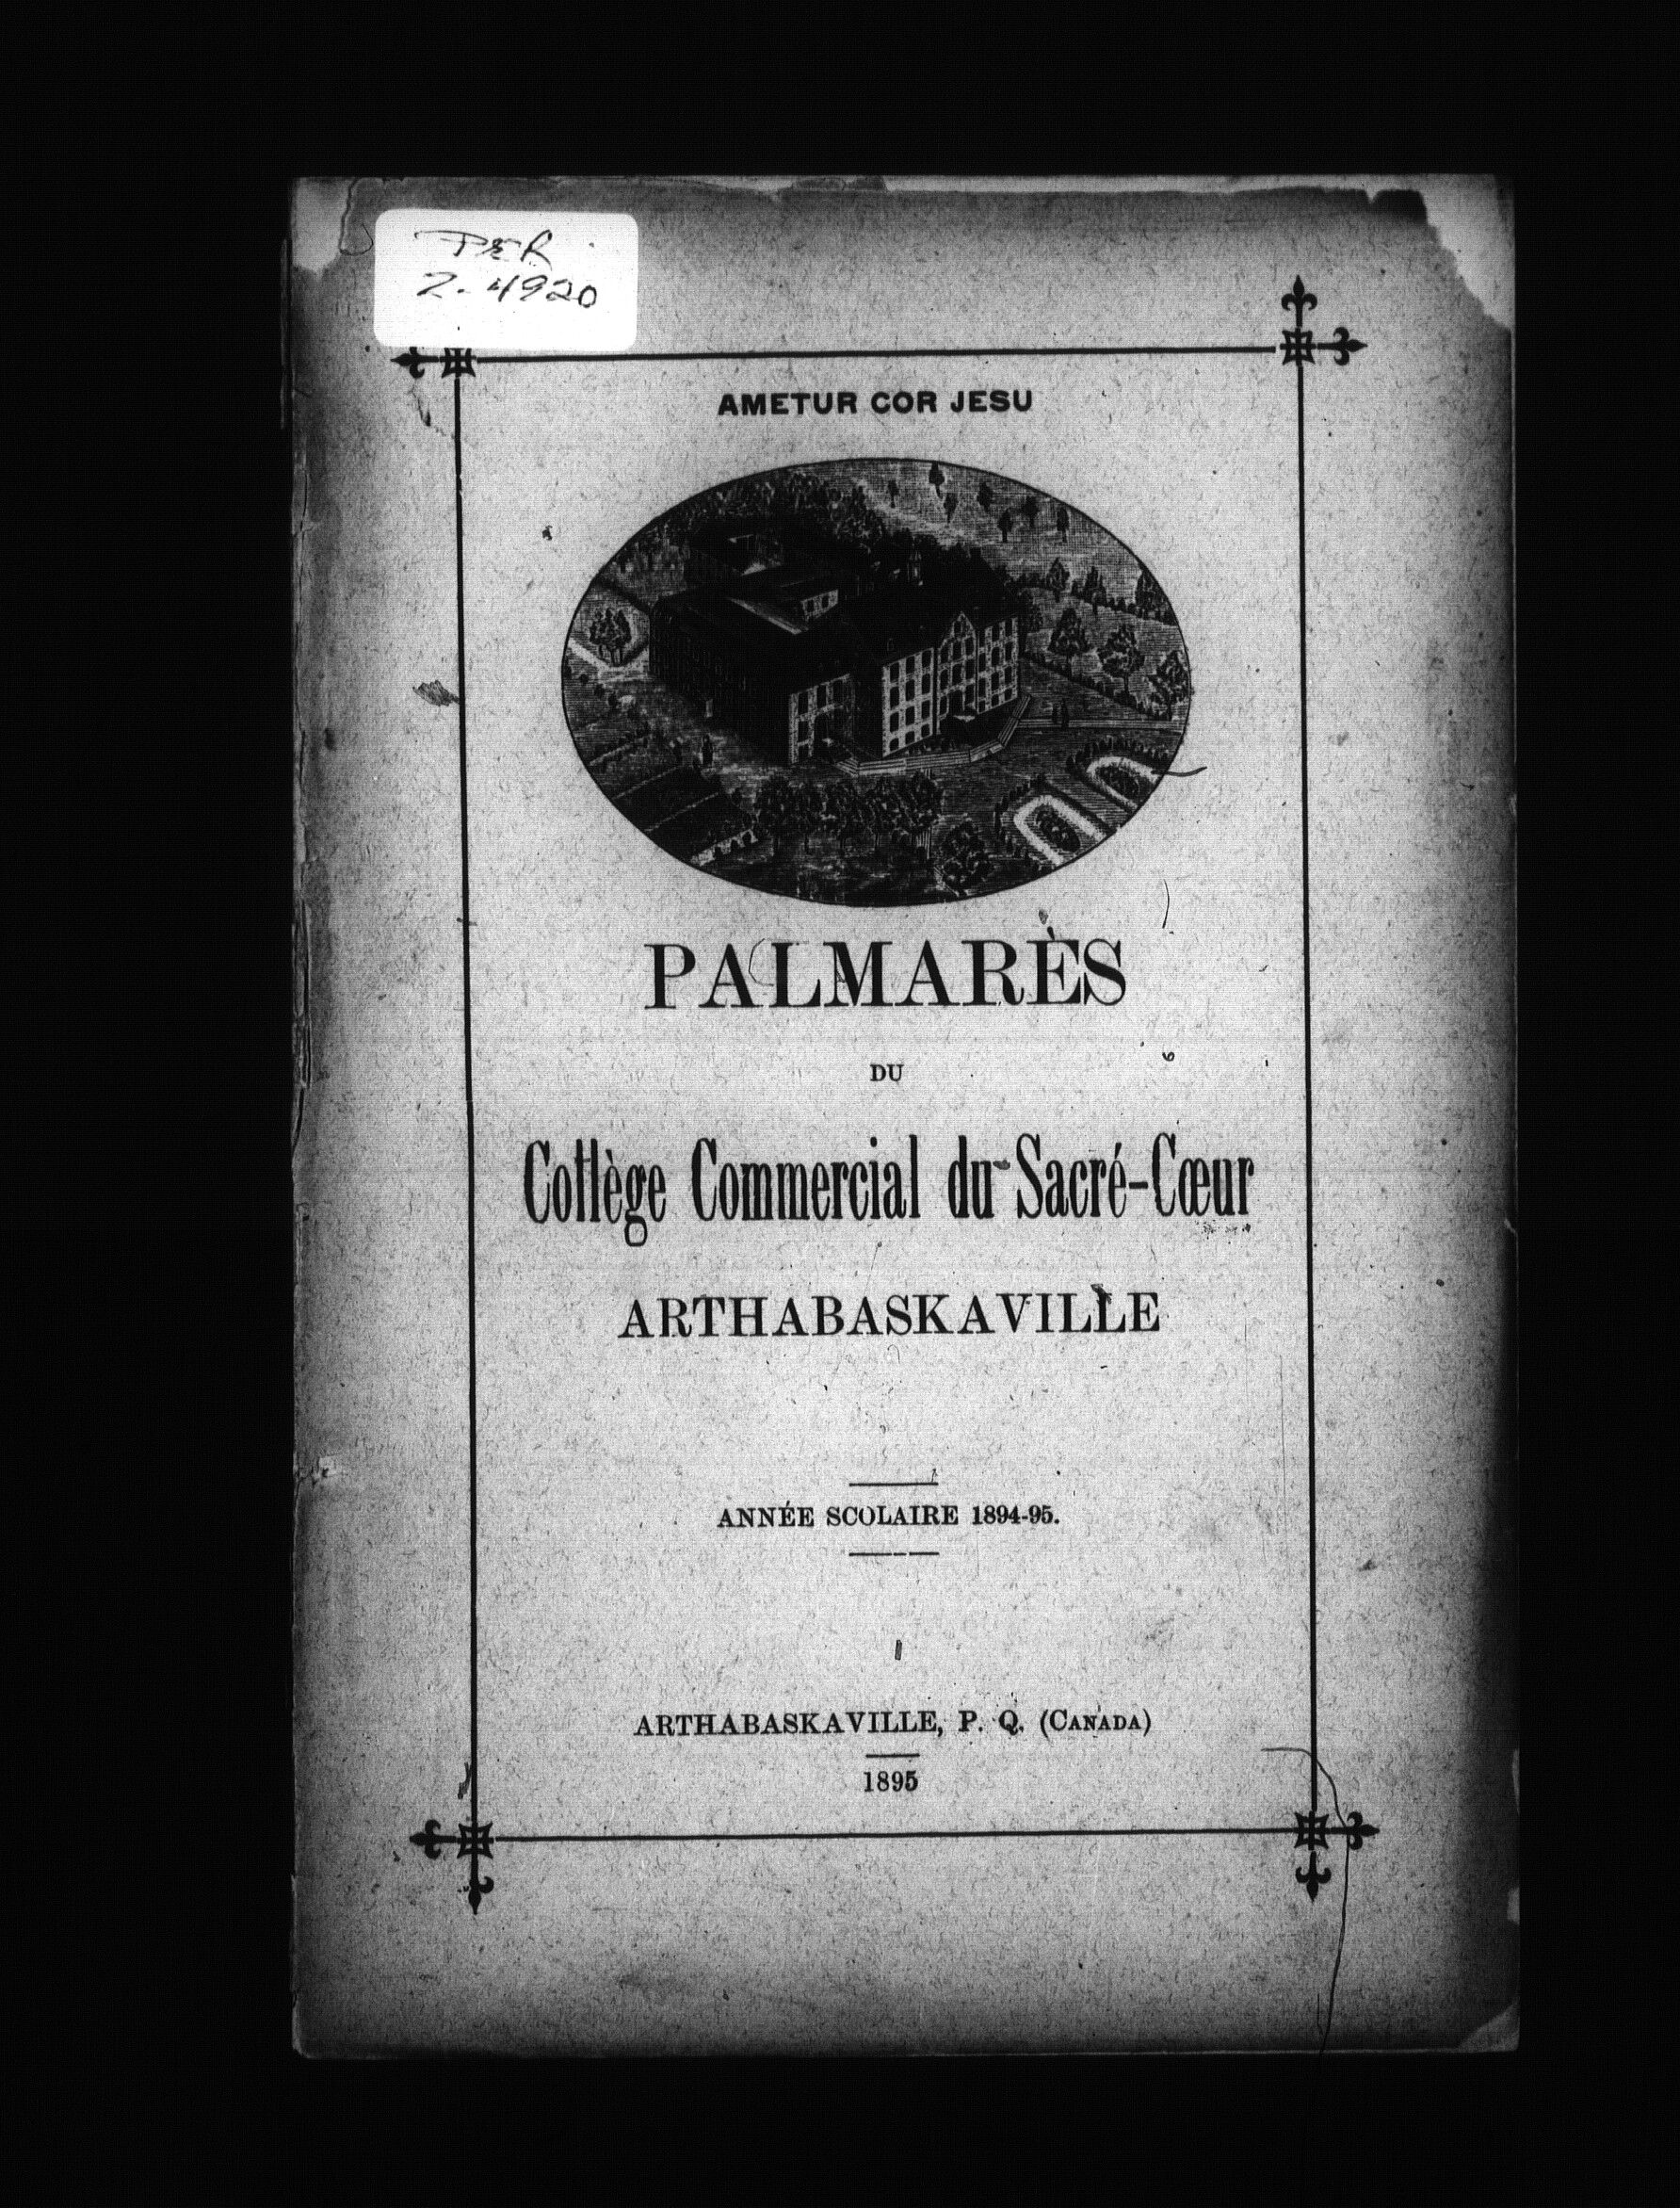 PER
Z-4920
AMETUR COR JESU
PALMARÈS
DU
Collège Commercial du Sacré-Cœur
ARTHABASKAVILLE
ANNÉE SCOLAIRE 1894-95.
ARTHABASKAVILLE, P. Q. (CANADA)
1895